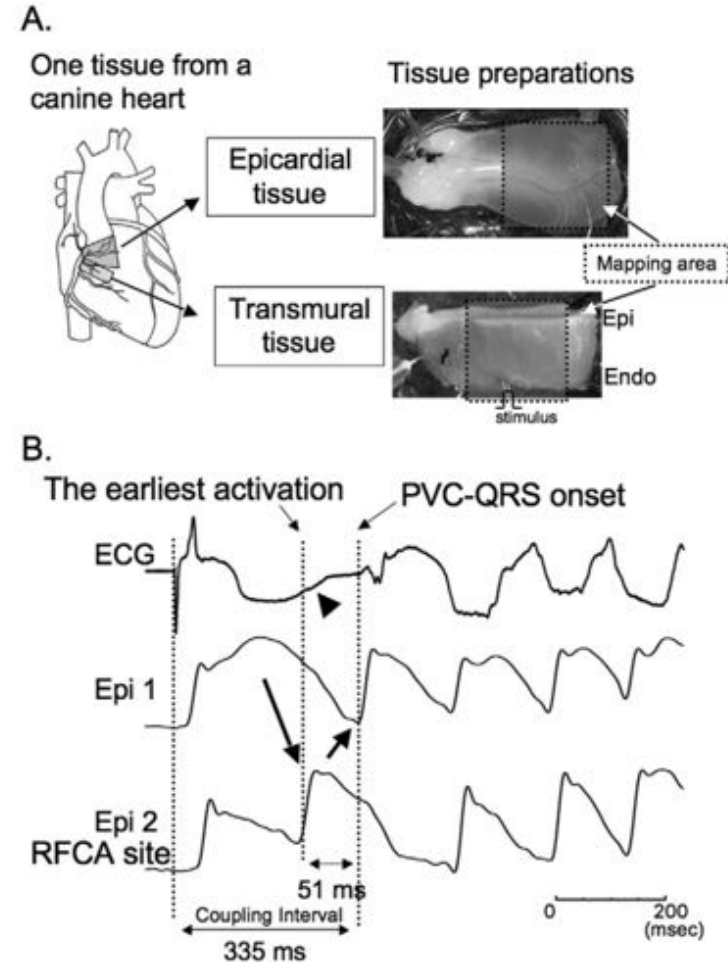 A.
One tissue from a
canine heart
Tissue preparations
Epicardial
tissue
Mapping area
Transmural
tissue
Epi
Endo
stimulus
B.
The earliest activation
PVC-QRS onset
ECG
Epi 1
Epi 2
RFCA site
51 ms
Coupling Interval
335 ms
0 200
(msec)